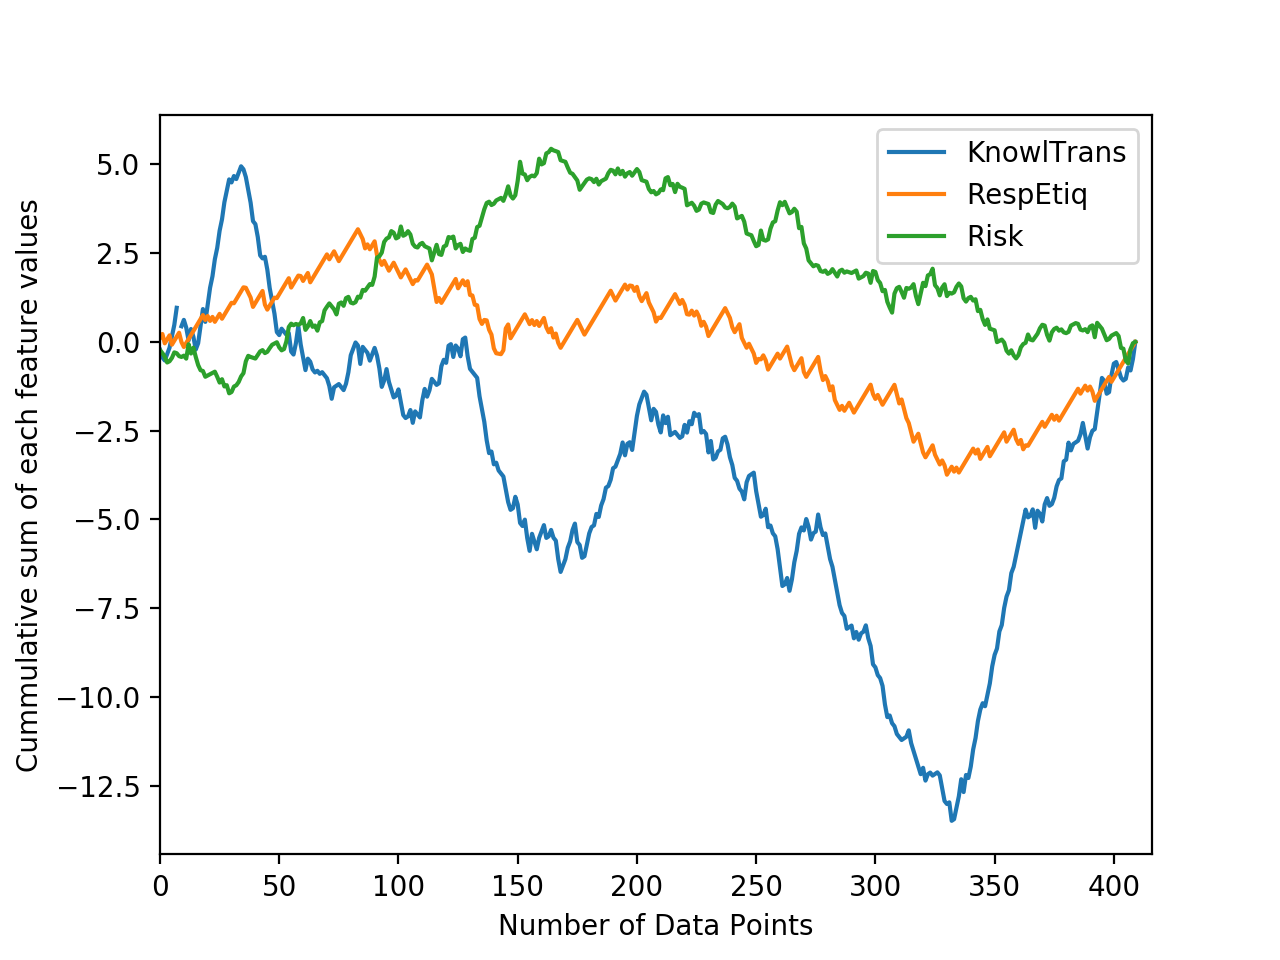 KnowlTrans
RespEtiq
Risk
5.0
2.5
0.0
−2.5
−5.0
−7.5
−10.0
−12.5
Cummulative sum of each feature values
0 50 100 150 200 250 300 350 400
Number of Data Points